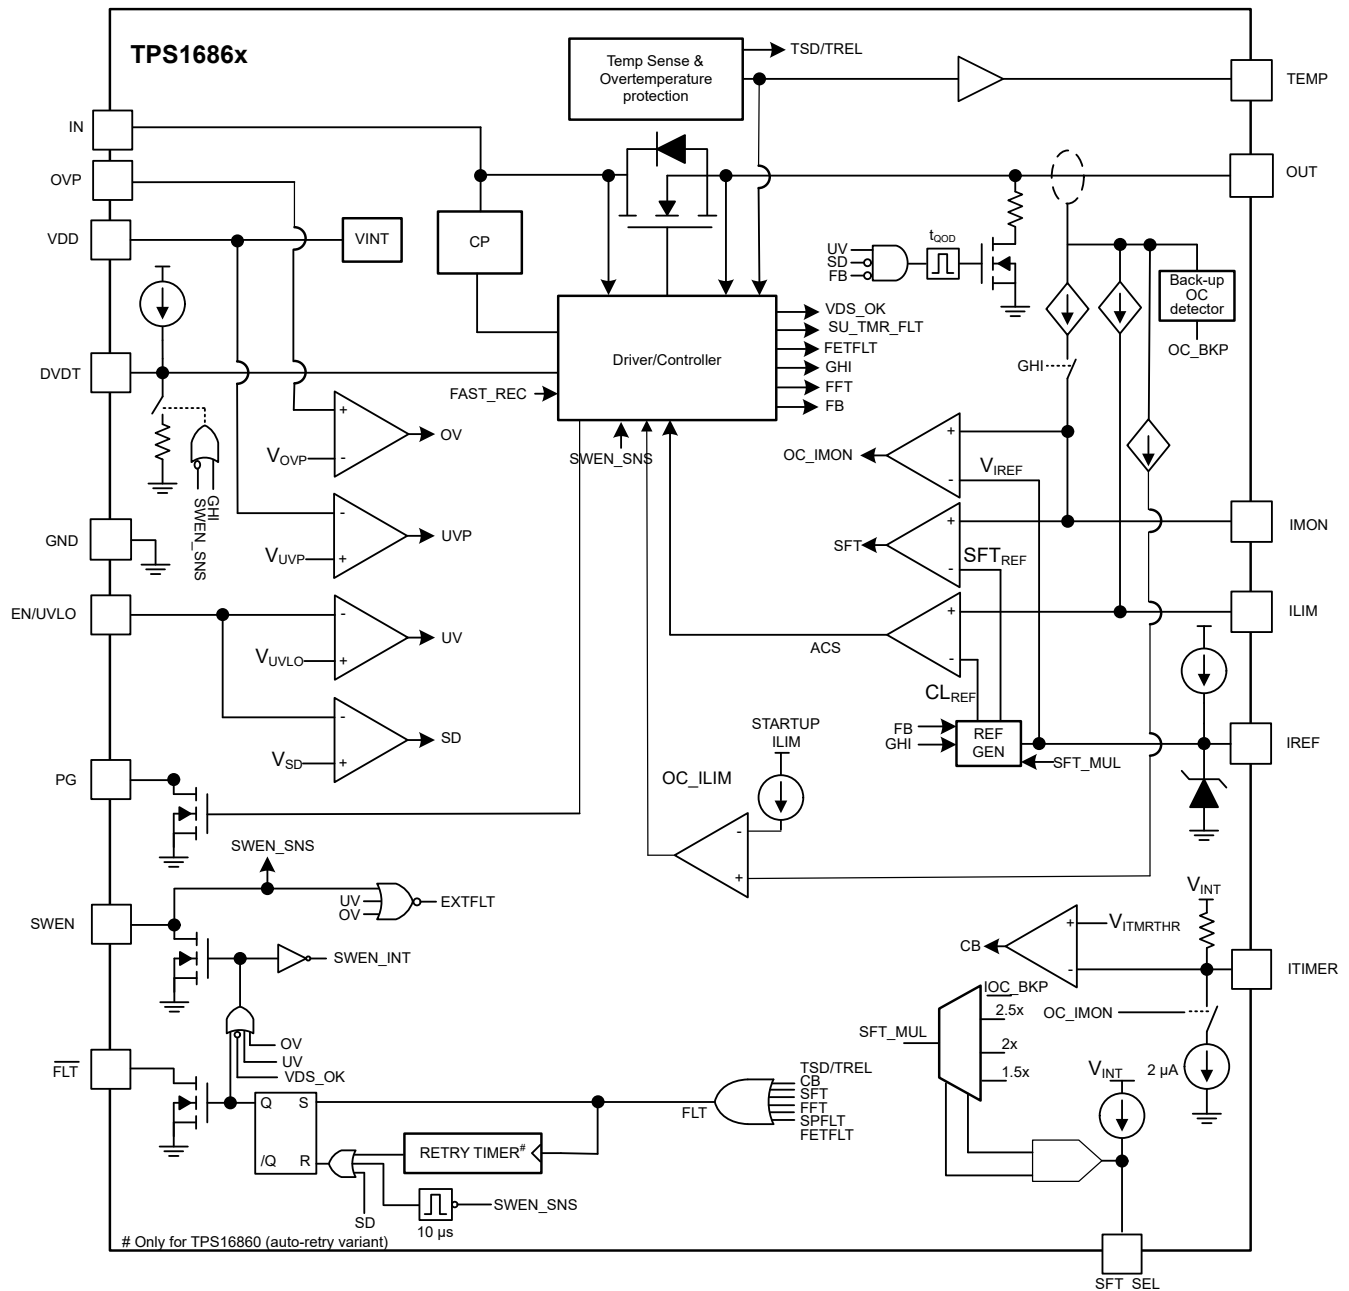 TPS1686x
Temp Sense &
Overtemperature
protection
TSD/TREL
TEMP
IN
OVP
OUT
VDD
VINT
CP
UV
SD
FB
tQOD
Back-up
OC
detector
OC_BKP
Driver/Controller
VDS_OK
SU_TMR_FLT
FETFLT
GHI
FFT
FB
GHI
DVDT
FAST_REC
+
-
OV
VOVP
SWEN_SNS
OC_IMON
+
-
VIREF
GHI
SWEN_SNS
GND
-
+
UVP
VUVP
SFT
+
-
SFTREF
IMON
EN/UVLO
-
+
UV
VUVLO
ACS
+
-
CLREF
ILIM
-
+
SD
VSD
STARTUP
ILIM
FB
GHI
REF
GEN
SFT_MUL
IREF
PG
OC_ILIM
-
+
SWEN_SNS
UV
OV
EXTFLT
VINT
SWEN
SWEN_INT
CB
+
-
VITMRTHR
ITIMER
IOC_BKP
2.5x
2x
1.5x
SFT_MUL
OC_IMON
2 µA
VINT
OV
UV
VDS_OK
FLT
Q
S
/Q
R
RETRY TIMER#
FLT
TSD/TREL
CB
SFT
FFT
SPFLT
FETFLT
SD
10 µs
SWEN_SNS
# Only for TPS16860 (auto-retry variant)
SFT_SEL